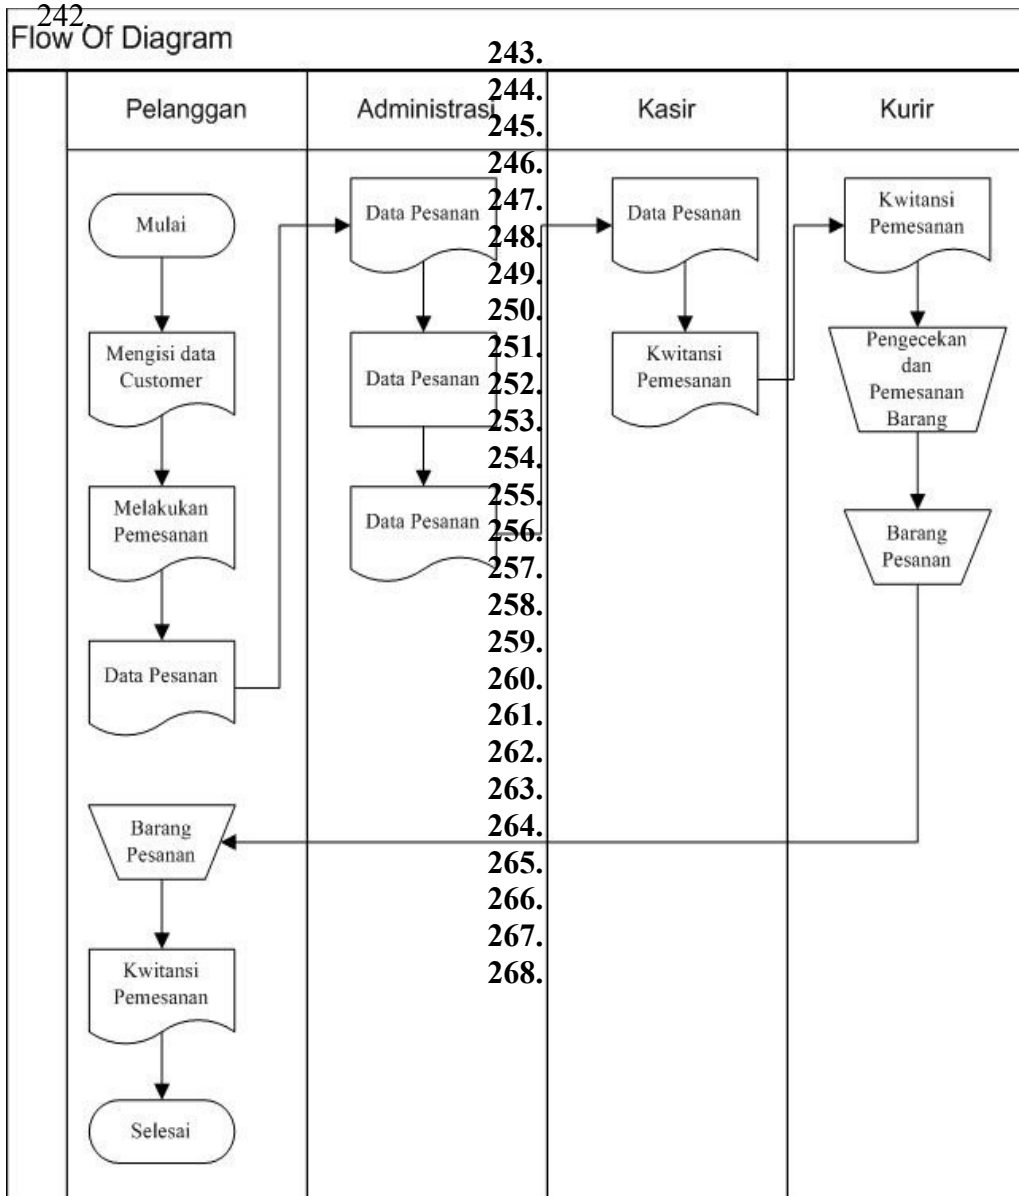 242.
Flow Of Diagram
243.
244.
245.
246.
247.
248.
249.
250.
251.
252.
253.
254.
255.
256.
257.
258.
259.
260.
261.
262.
263.
264.
265.
266.
267.
268.
Pelanggan
Administrasi
Kasir
Kurir
Mulai
Mengisi data
Customer
Melakukan
Pemesanan
Data Pesanan
Barang
Pesanan
Kwitansi
Pemesanan
Selesai
Data Pesanan
Data Pesanan
Data Pesanan
Data Pesanan
Kwitansi
Pemesanan
Kwitansi
Pemesanan
Pengecekan
dan
Pemesanan
Barang
Barang
Pesanan